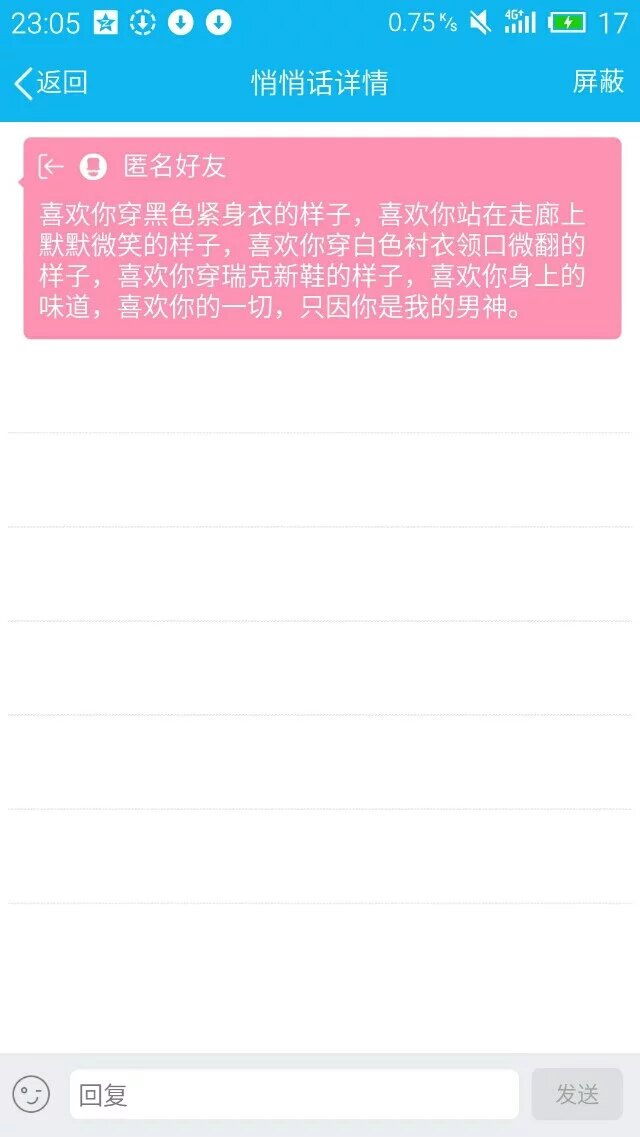 23:05 0.75 K/s 4G+ 17
返回 悄悄话详情 屏蔽
匿名好友
喜欢你穿黑色紧身衣的样子，喜欢你站在走廊上
默默微笑的样子，喜欢你穿白色衬衣领口微翻的
样子，喜欢你穿瑞克新鞋的样子，喜欢你身上的
味道，喜欢你的一切，只因你是我的男神。
回复 发送